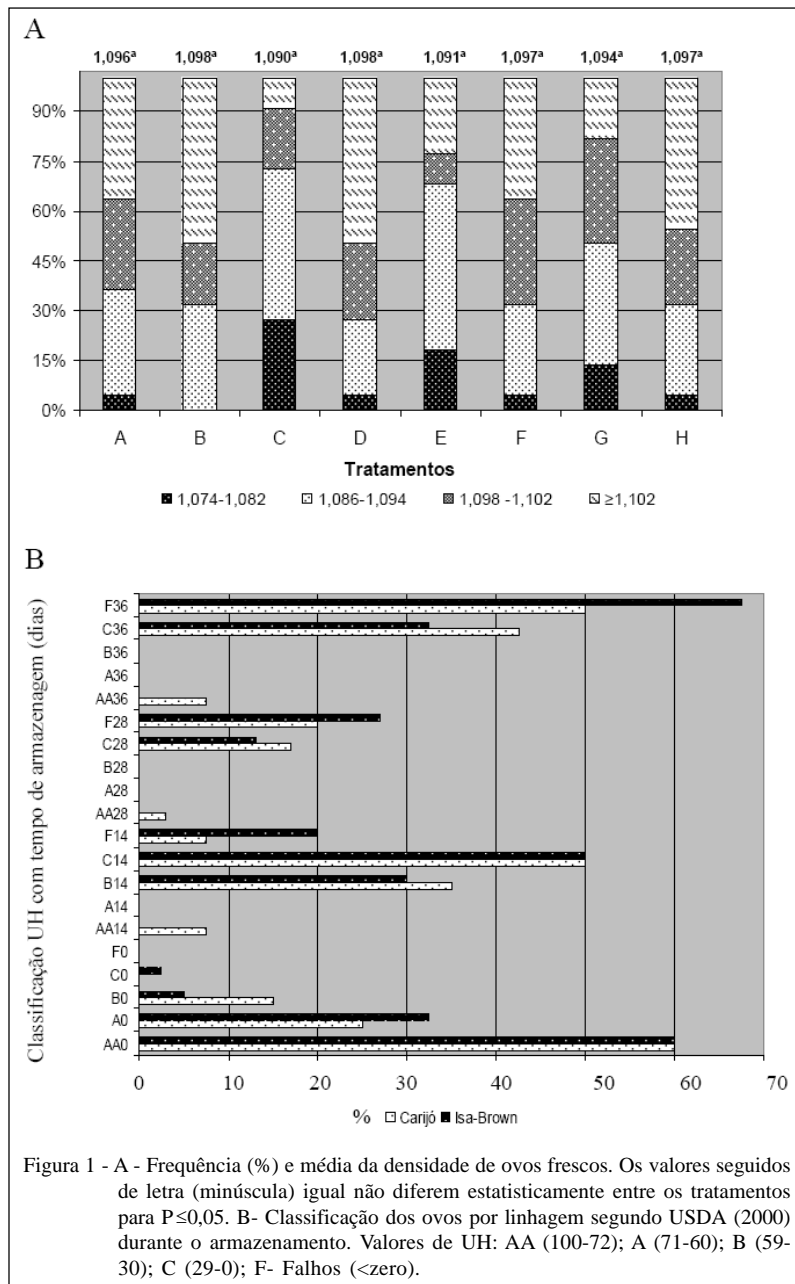 A
1,096ª 1,098ª 1,090ª 1,098ª 1,091ª 1,097ª 1,094ª 1,097ª
90%
75%
60%
45%
30%
15%
0%
A B C D E F G H
Tratamentos
1,074-1,082 1,086-1,094 1,098 -1,102 ≥1,102
B
Classificação UH com tempo de armazenagem (dias)
F36
C36
B36
A36
AA36
F28
C28
B28
A28
AA28
F14
C14
B14
A14
AA14
F0
C0
B0
A0
AA0
0 10 20 30 40 50 60 70
% Carijó Isa-Brown
Figura 1 - A - Frequência (%) e média da densidade de ovos frescos. Os valores seguidos
de letra (minúscula) igual não diferem estatisticamente entre os tratamentos
para P≤0,05. B- Classificação dos ovos por linhagem segundo USDA (2000)
durante o armazenamento. Valores de UH: AA (100-72); A (71-60); B (59-
30); C (29-0); F- Falhos (<zero).